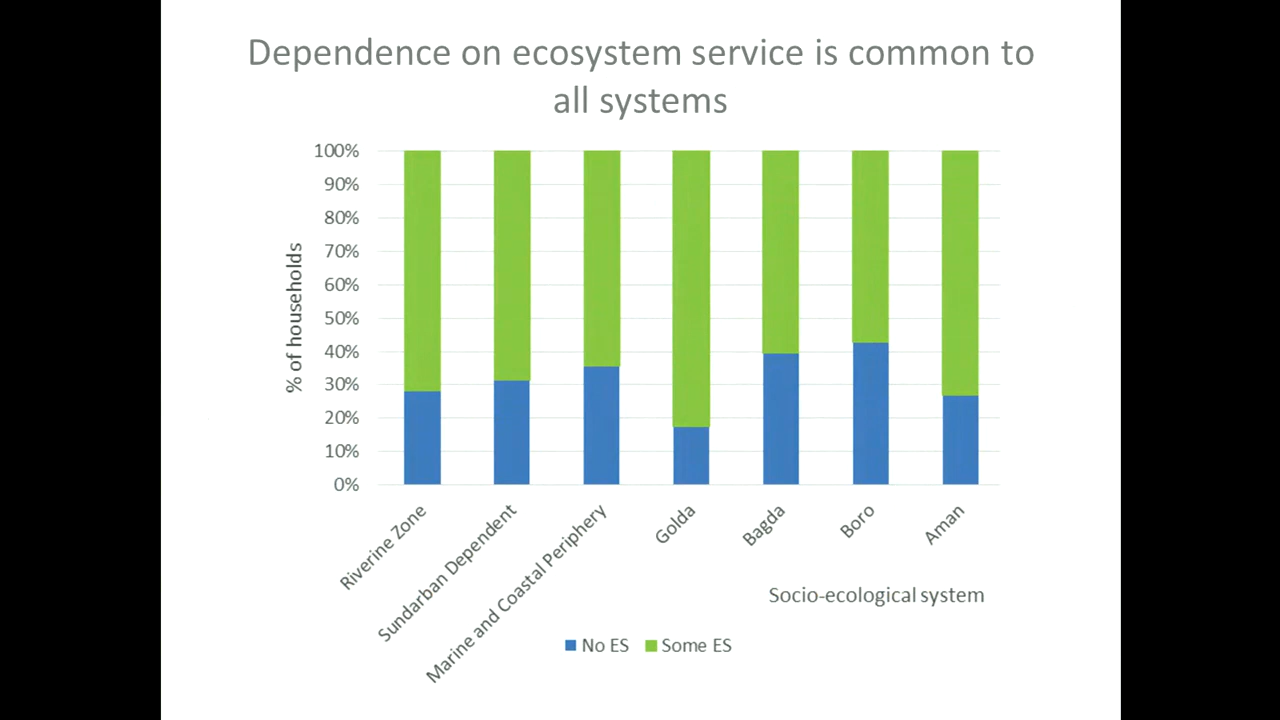 Dependence on ecosystem service is common to
all systems
100%
90%
80%
70%
60%
50%
40%
30%
20%
10%
0%
% of households
Riverine Zone
Sundarban Dependent
Marine and Coastal Periphery
Golda
Bagda
Boro
Aman
Socio-ecological system
No ES
Some ES